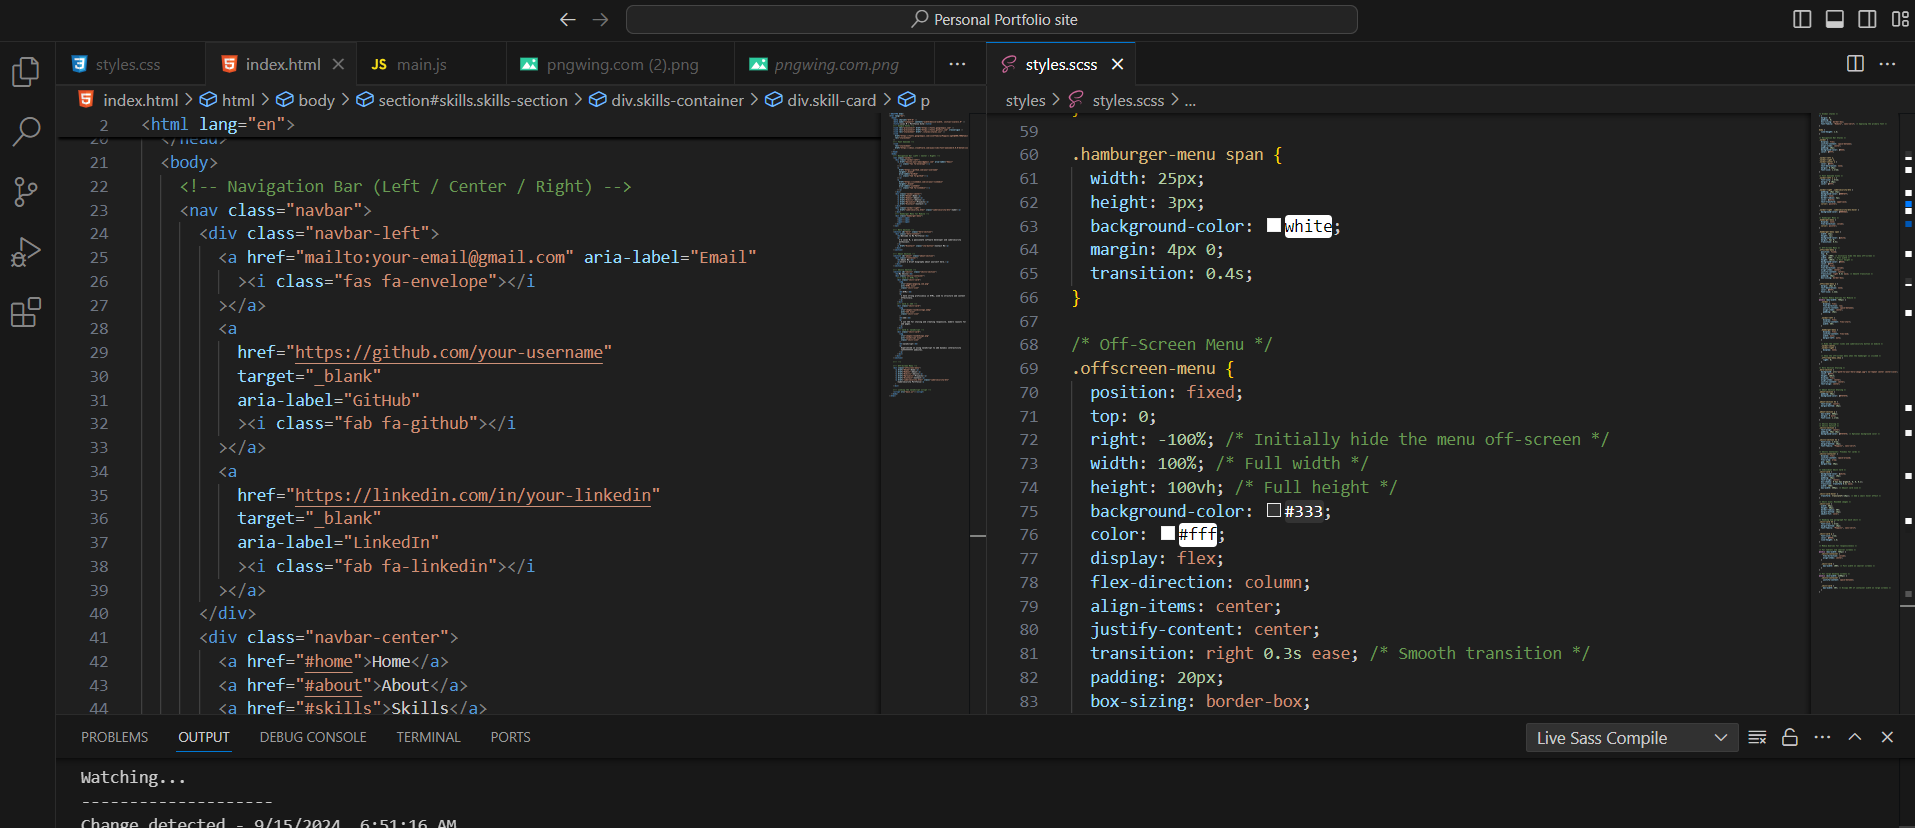 Personal Portfolio site
styles.css
index.html
JS main.js
pngwing.com (2).png
pngwing.com.png
...
styles.scss
index.html > html > body > section#skills.skills-section > div.skills-container > div.skill-card > p
2 <html lang="en">
20 </head>
21 <body>
22 <!-- Navigation Bar (Left / Center / Right) -->
23 <nav class="navbar">
24 <div class="navbar-left">
25 <a href="mailto:your-email@gmail.com" aria-label="Email"
26 ><i class="fas fa-envelope"></i
27 ></a>
28 <a
29 href="https://github.com/your-username"
30 target="_blank"
31 aria-label="GitHub"
32 ><i class="fab fa-github"></i
33 ></a>
34 <a
35 href="https://linkedin.com/in/your-linkedin"
36 target="_blank"
37 aria-label="LinkedIn"
38 ><i class="fab fa-linkedin"></i
39 ></a>
40 </div>
41 <div class="navbar-center">
42 <a href="#home">Home</a>
43 <a href="#about">About</a>
44 <a href="#skills">Skills</a>
styles > styles.scss > ...
}
59
60 .hamburger-menu span {
61 width: 25px;
62 height: 3px;
63 background-color: white;
64 margin: 4px 0;
65 transition: 0.4s;
66 }
67
68 /* Off-Screen Menu */
69 .offscreen-menu {
70 position: fixed;
71 top: 0;
72 right: -100%; /* Initially hide the menu off-screen */
73 width: 100%; /* Full width */
74 height: 100vh; /* Full height */
75 background-color: #333;
76 color: #fff;
77 display: flex;
78 flex-direction: column;
79 align-items: center;
80 justify-content: center;
81 transition: right 0.3s ease; /* Smooth transition */
82 padding: 20px;
83 box-sizing: border-box;
PROBLEMS OUTPUT DEBUG CONSOLE TERMINAL PORTS
Live Sass Compile
Watching...
--------------------
Change detected - 9/15/2024, 6:51:16 AM